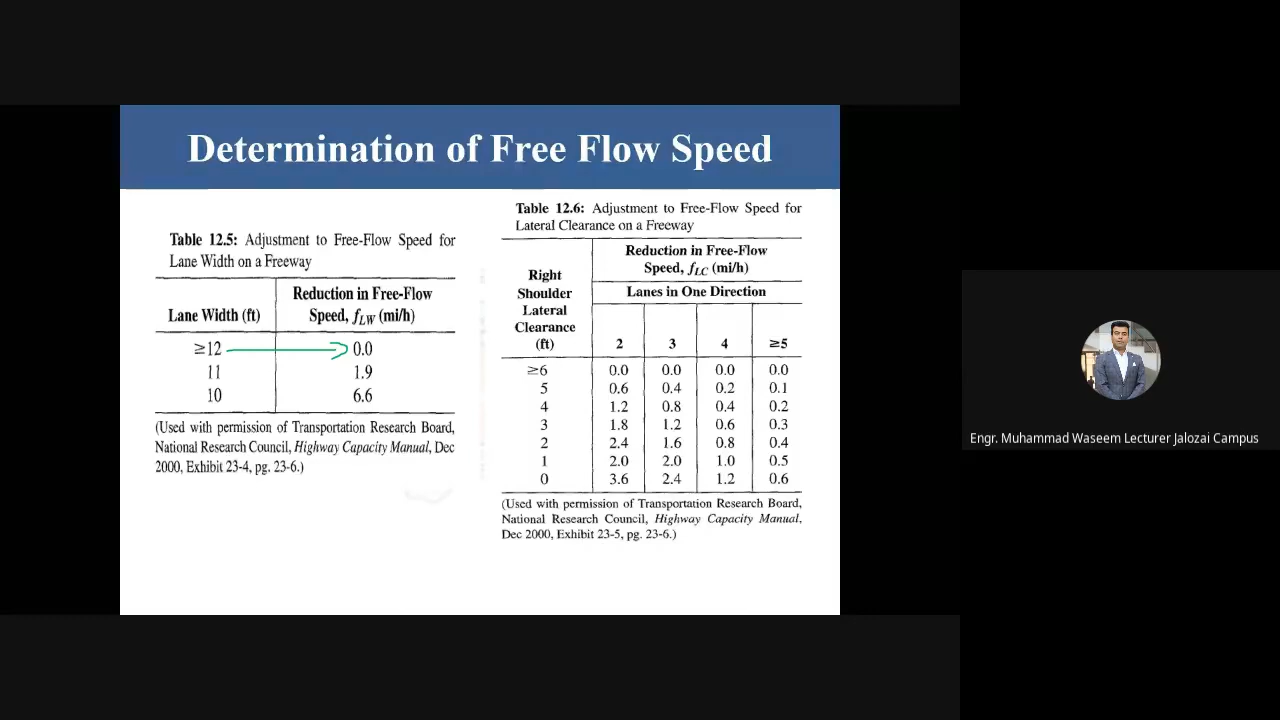 Determination of Free Flow Speed
Table 12.5: Adjustment to Free-Flow Speed for
Lane Width on a Freeway
Lane Width (ft)
Reduction in Free-Flow
Speed, fLW (mi/h)
≥12 0.0
11 1.9
10 6.6
(Used with permission of Transportation Research Board,
National Research Council, Highway Capacity Manual, Dec
2000, Exhibit 23-4, pg. 23-6.)
Table 12.6: Adjustment to Free-Flow Speed for
Lateral Clearance on a Freeway
Right
Shoulder
Lateral
Clearance
(ft)
Reduction in Free-Flow
Speed, fLC (mi/h)
Lanes in One Direction
2 3 4 ≥5
≥6 0.0 0.0 0.0 0.0
5 0.6 0.4 0.2 0.1
4 1.2 0.8 0.4 0.2
3 1.8 1.2 0.6 0.3
2 2.4 1.6 0.8 0.4
1 2.0 2.0 1.0 0.5
0 3.6 2.4 1.2 0.6
(Used with permission of Transportation Research Board,
National Research Council, Highway Capacity Manual,
Dec 2000, Exhibit 23-5, pg. 23-6.)
Engr. Muhammad Waseem Lecturer Jalozai Campus